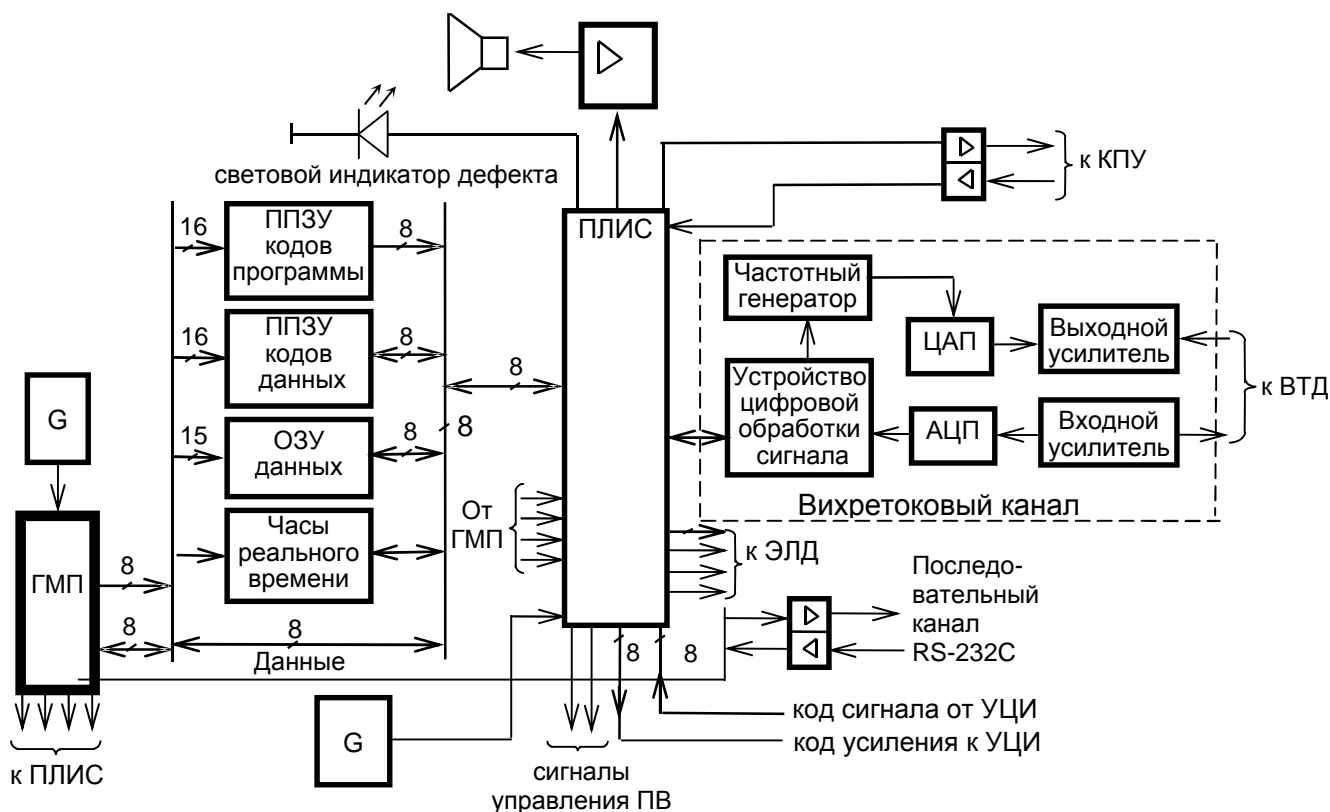 к КПУ
световой индикатор дефекта
16
ППЗУ
кодов
программы
8
ПЛИС
Частотный
генератор
16
ППЗУ
кодов
данных
8
ЦАП
Выходной
усилитель
8
Устройство
цифровой
обработки
сигнала
к ВТД
G
15
ОЗУ
данных
8
8
АЦП
Входной
усилитель
От
ГМП
Вихретоковый канал
Часы
реального
времени
к ЭЛД
ГМП
8
8
8
Данные
Последо-
вательный
канал
RS-232C
8
8
G
код сигнала от УЦИ
код усиления к УЦИ
к ПЛИС
сигналы
управления ПВ